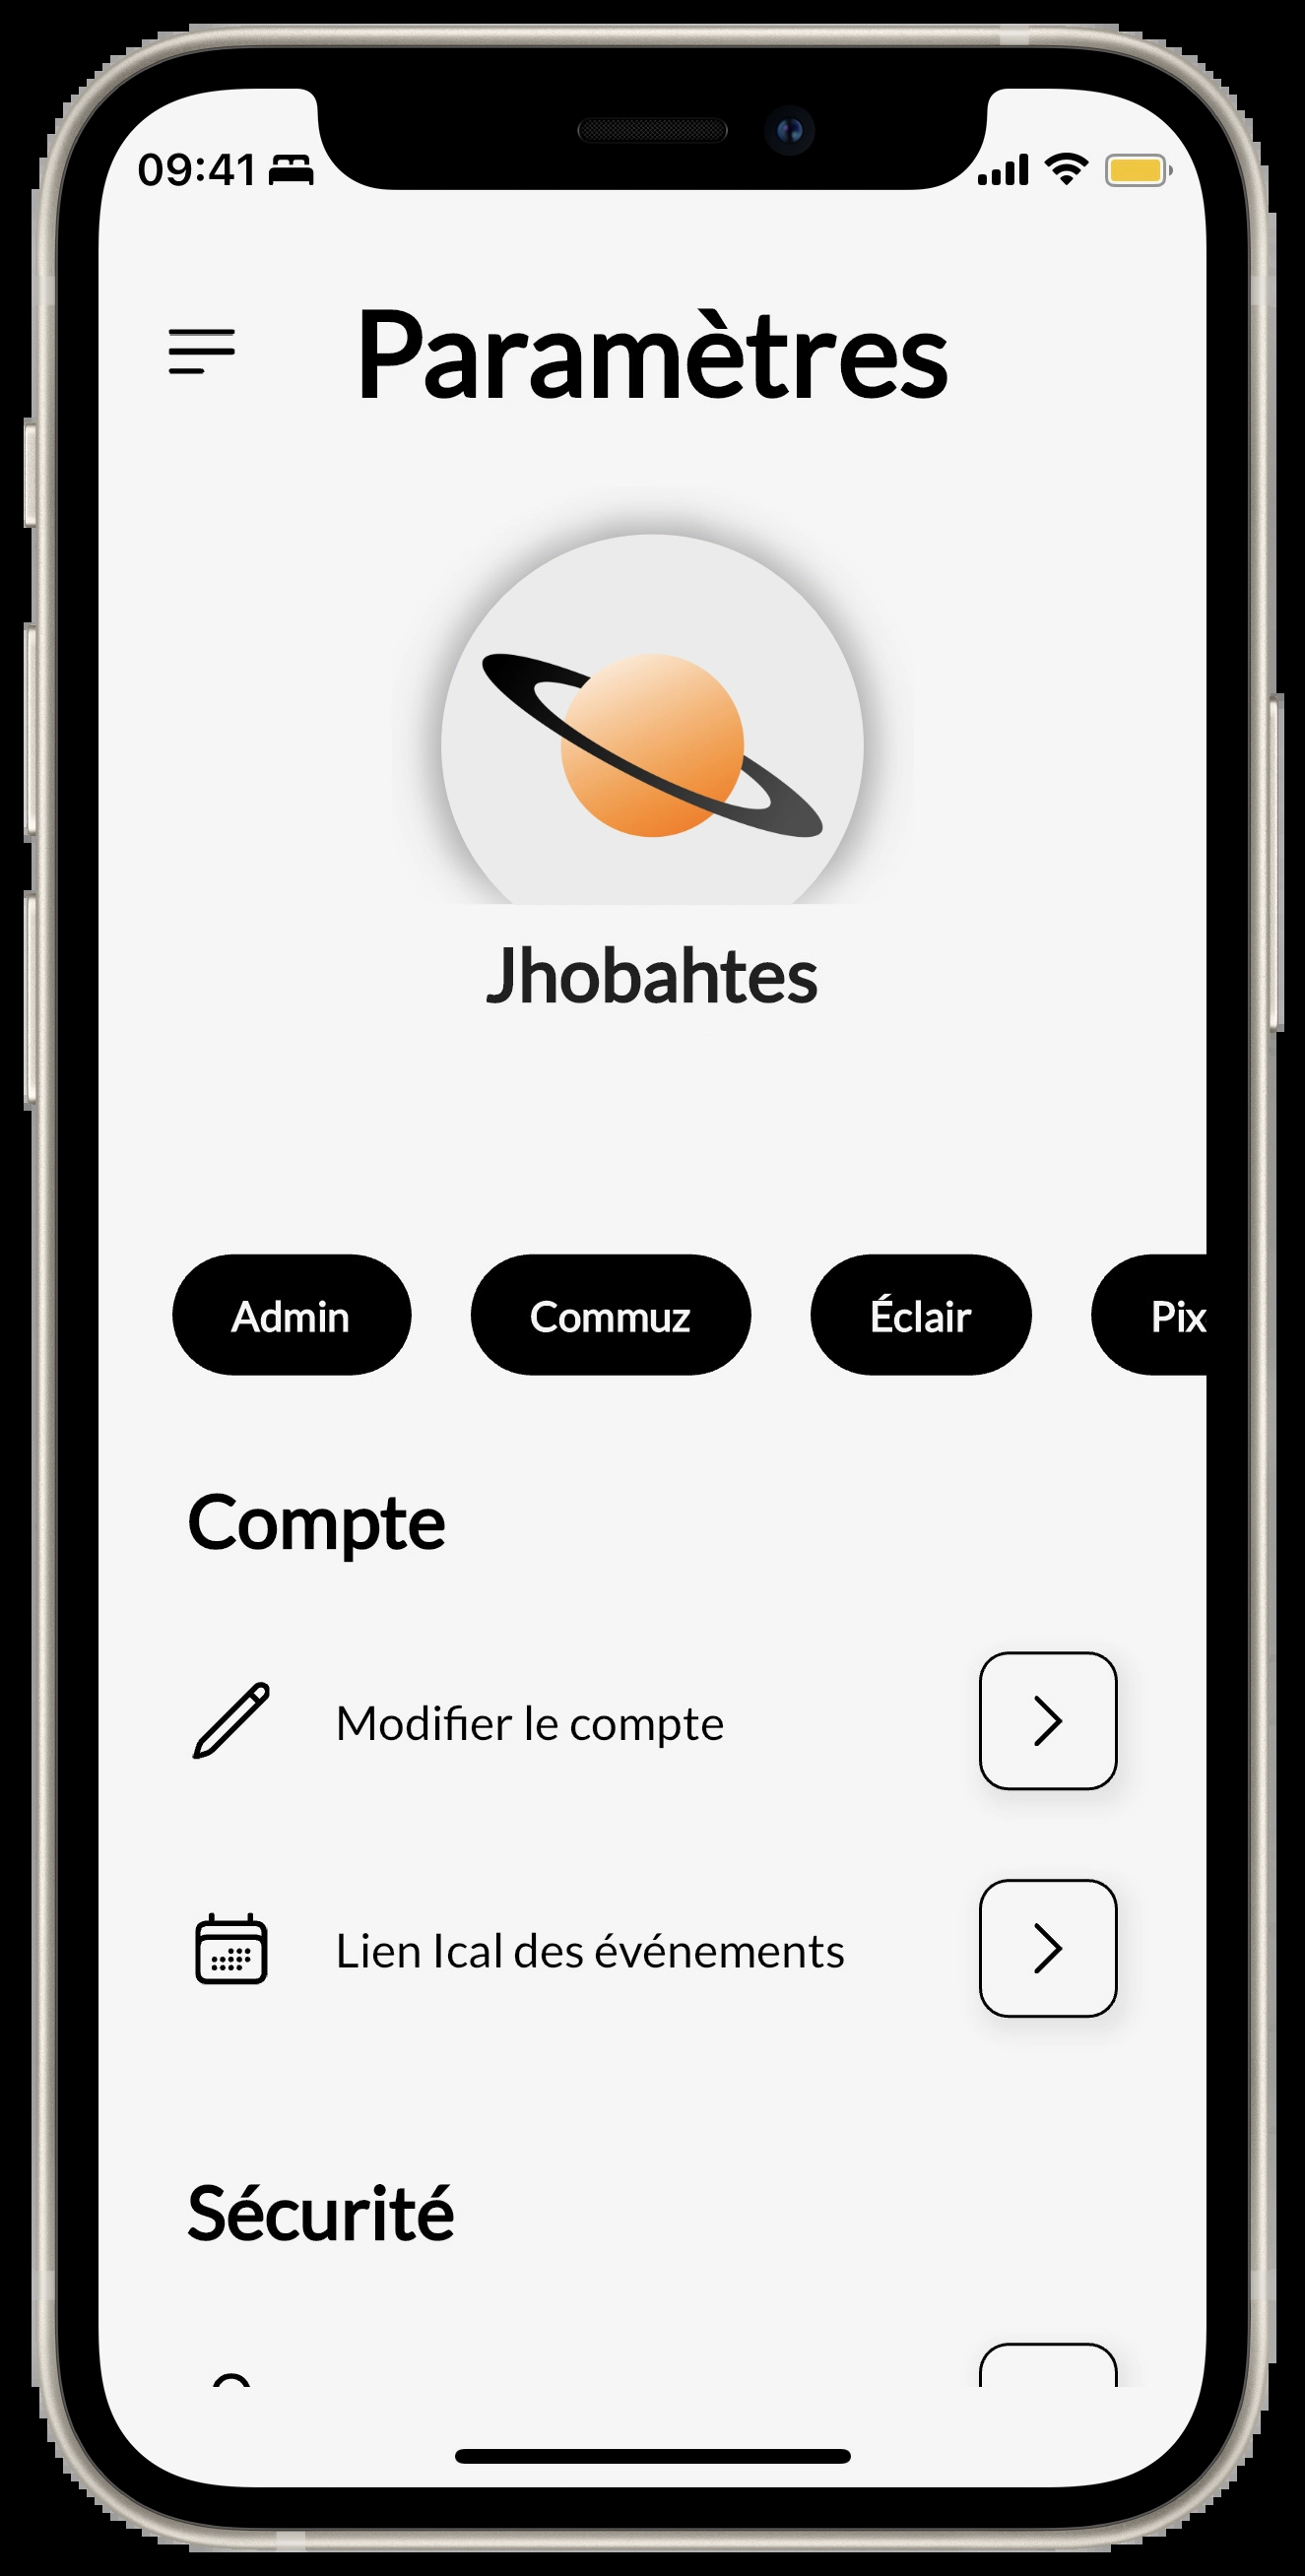 09:41
Paramètres
Jhobahtes
Admin Commuz Éclair Pix
Compte
Modifier le compte
Lien Ical des événements
Sécurité